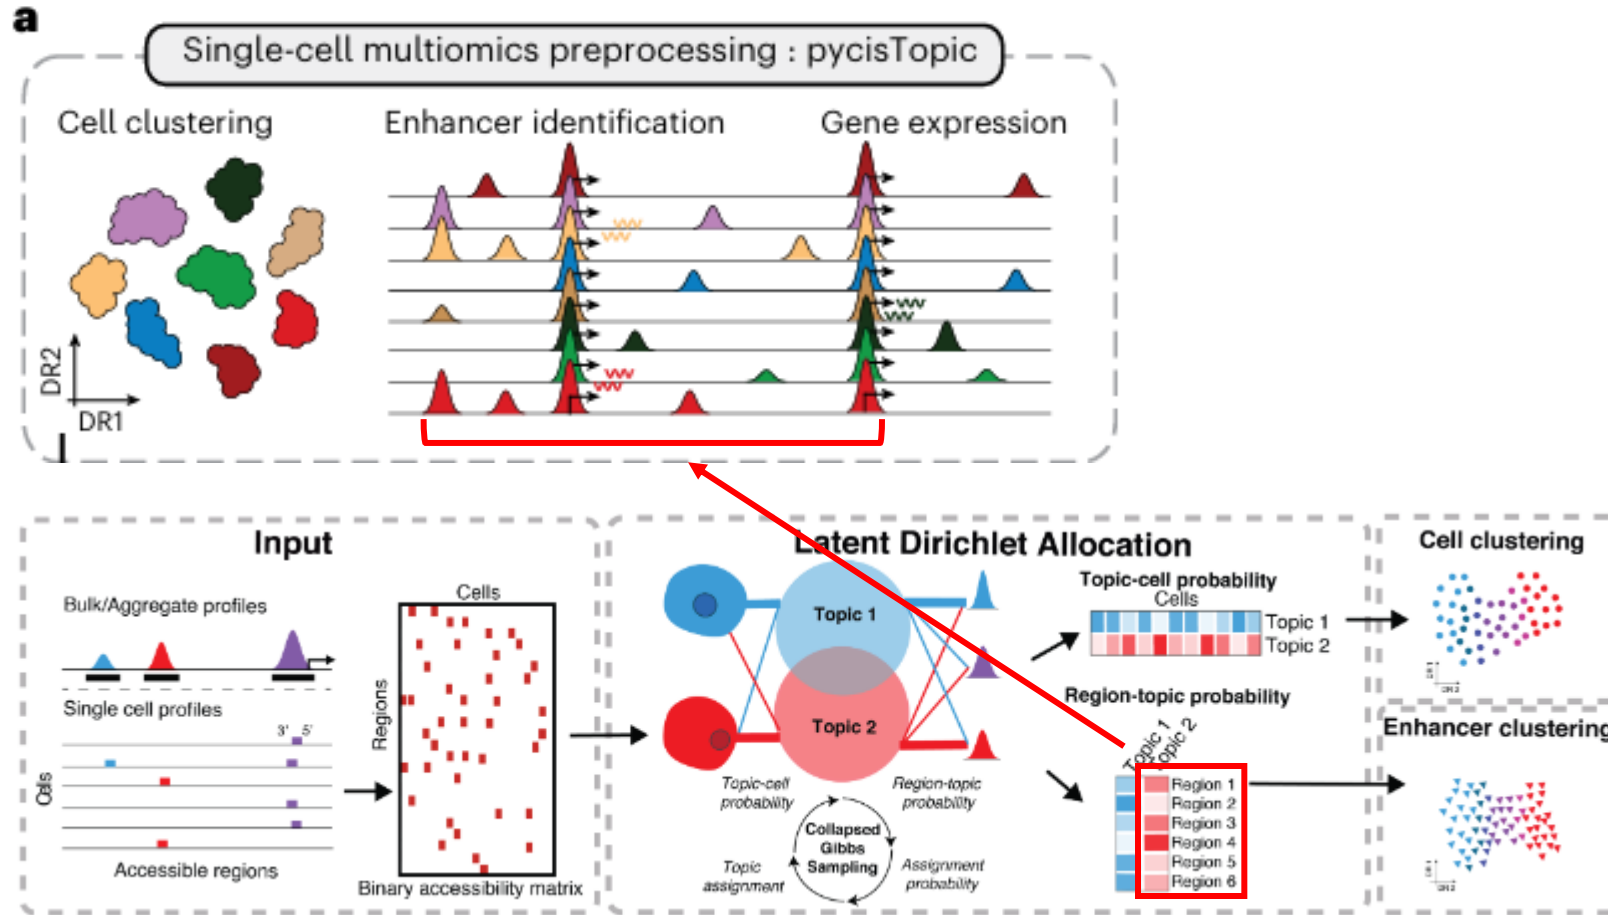 a
Single-cell multiomics preprocessing : pycisTopic
Cell clustering
Enhancer identification
Gene expression
DR2
DR1
Input
Bulk/Aggregate profiles
Single cell profiles
3' 5'
Cells
Accessible regions
Cells
Regions
Binary accessibility matrix
Latent Dirichlet Allocation
Topic 1
Topic 2
Topic-cell
probability
Region-topic
probability
Collapsed
Gibbs
Sampling
Topic
assignment
Assignment
probability
Topic-cell probability
Cells
Topic 1
Topic 2
Region-topic probability
Topic 1
Topic 2
Region 1
Region 2
Region 3
Region 4
Region 5
Region 6
Cell clustering
DR 2
Enhancer clustering
DR 2